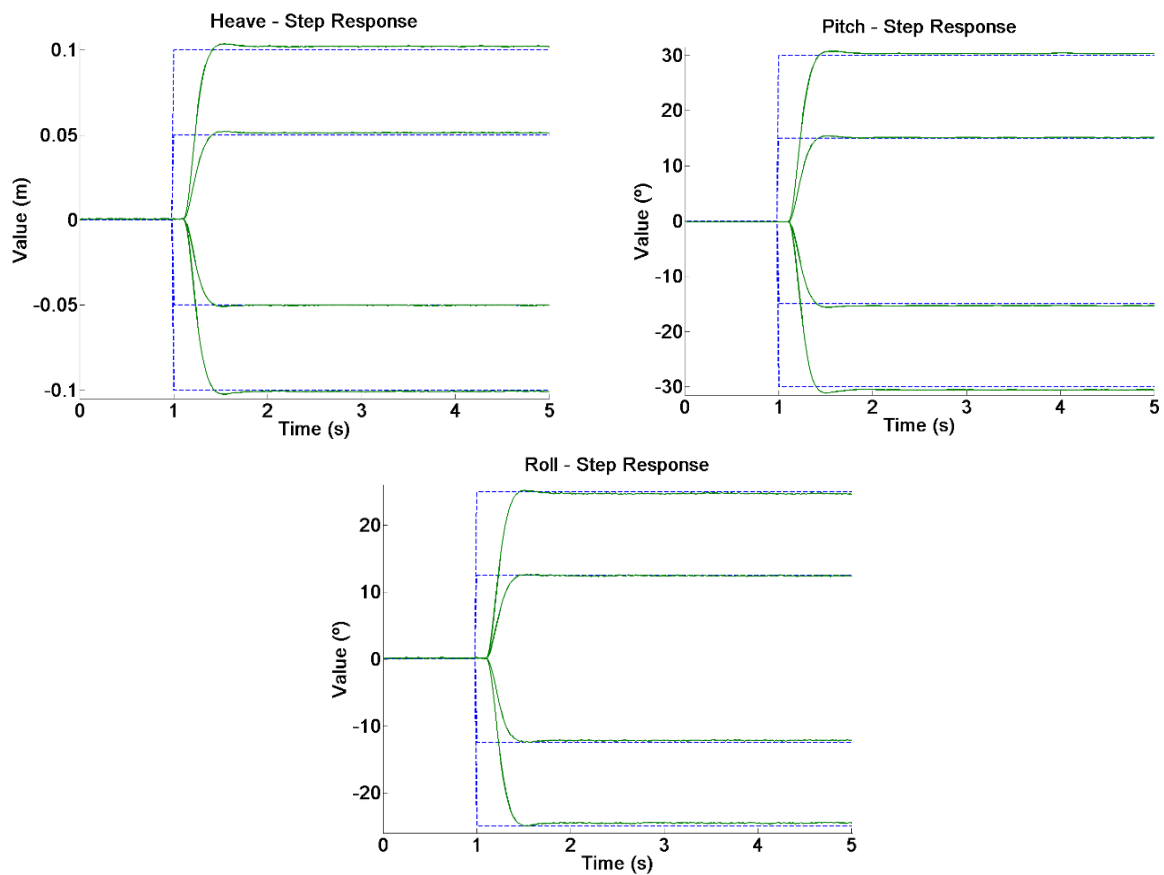 Heave - Step Response
0.1
0.05
0
-0.05
-0.1
Value (m)
0 1 2 3 4 5
Time (s)
Pitch - Step Response
30
20
10
0
-10
-20
-30
Value (º)
0 1 2 3 4 5
Time (s)
Roll - Step Response
20
10
0
-10
-20
Value (º)
0 1 2 3 4 5
Time (s)